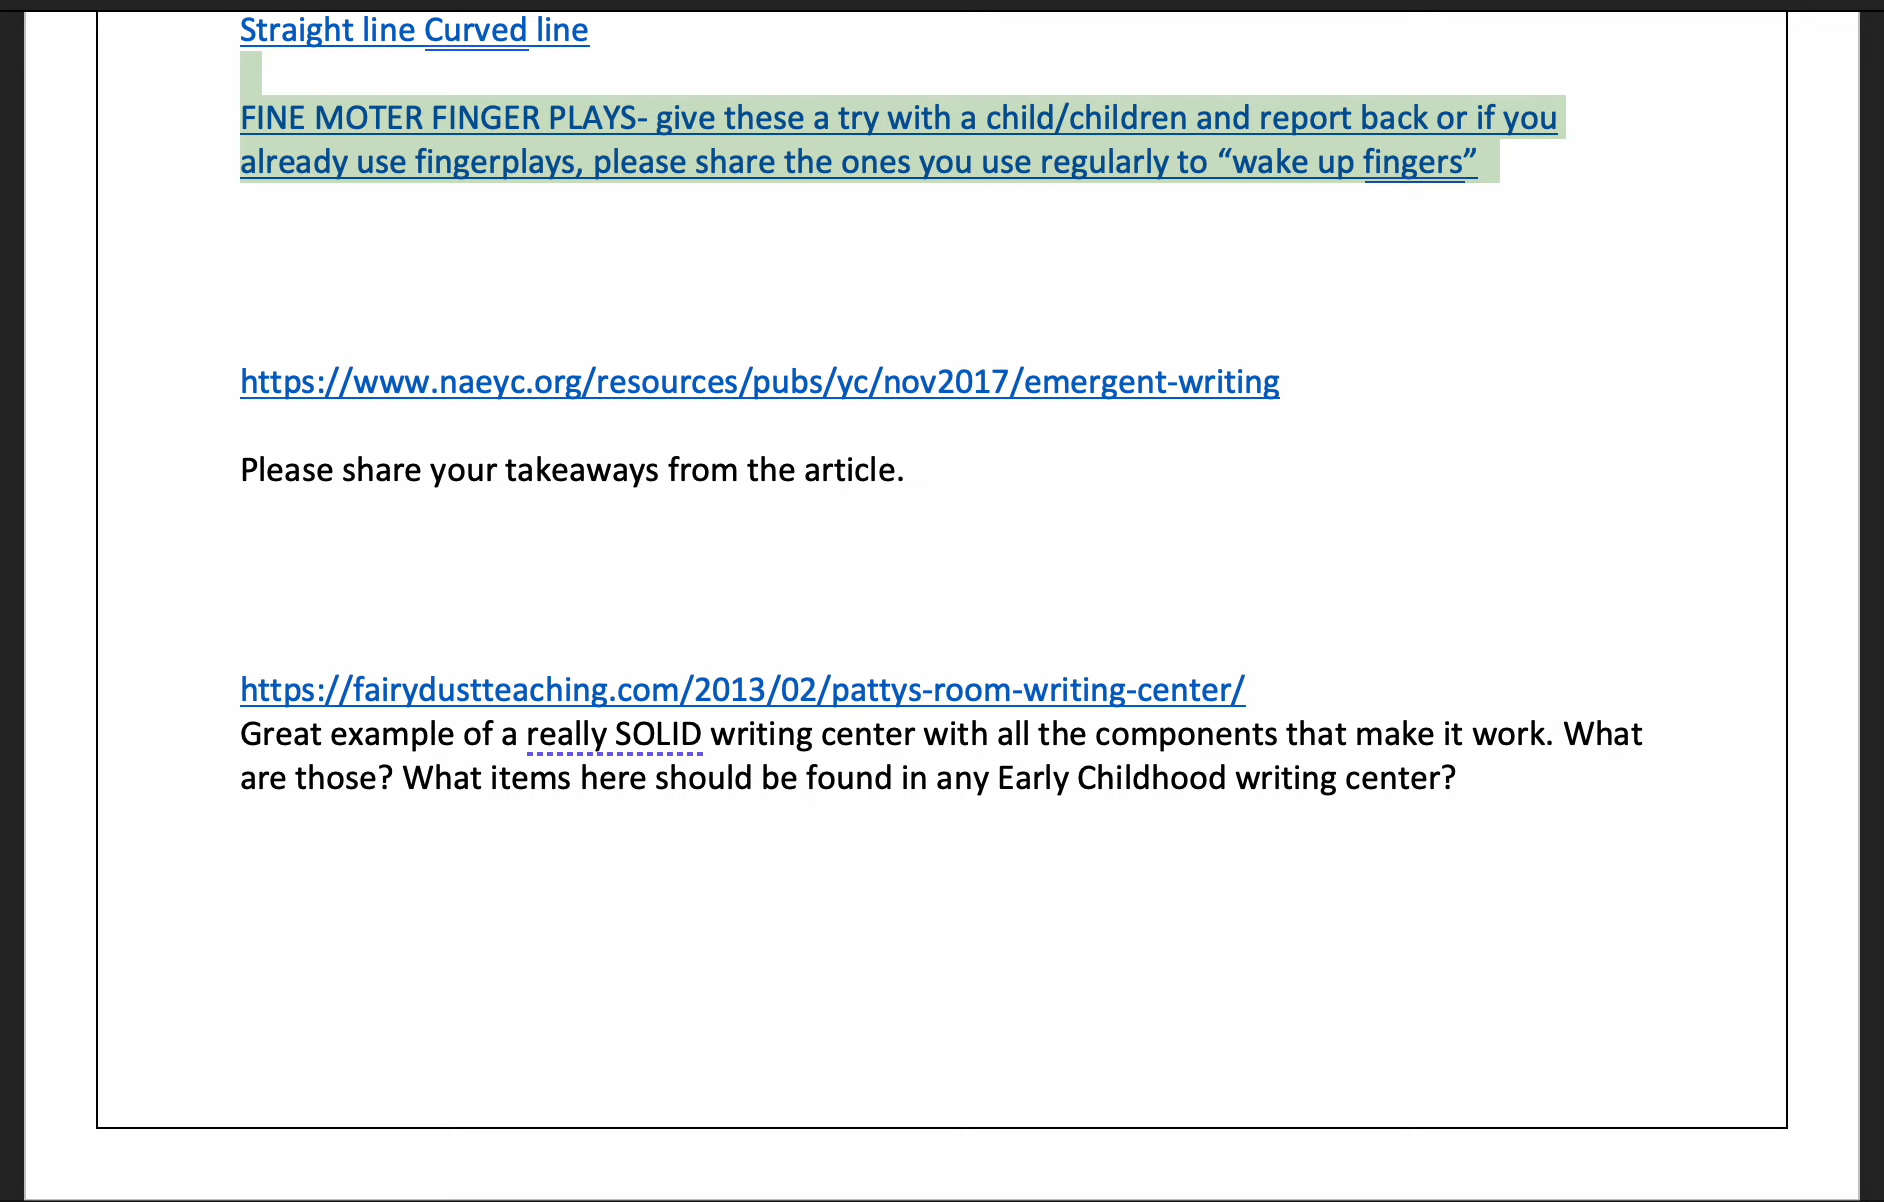 Straight line Curved line
FINE MOTER FINGER PLAYS- give these a try with a child/children and report back or if you
already use fingerplays, please share the ones you use regularly to “wake up fingers”
https://www.naeyc.org/resources/pubs/yc/nov2017/emergent-writing
Please share your takeaways from the article.
https://fairydustteaching.com/2013/02/pattys-room-writing-center/
Great example of a really SOLID writing center with all the components that make it work. What
are those? What items here should be found in any Early Childhood writing center?